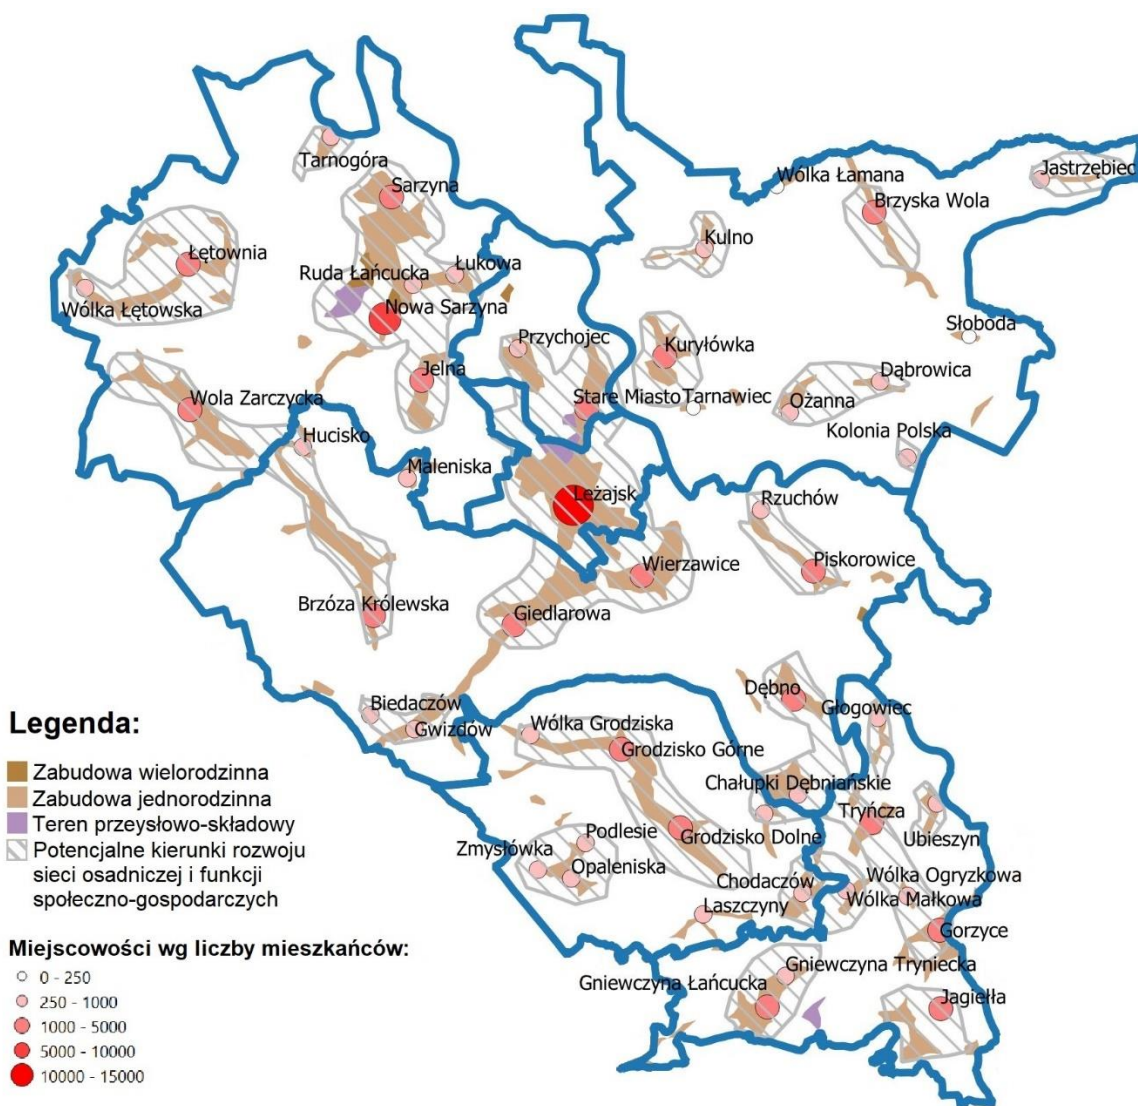 Tarnogóra
Sarzyna
Wólka Łamana
Jastrzębiec
Brzyska Wola
Kulno
Łętownia
Ruda Łańcucka
Łukowa
Wólka Łętowska
Nowa Sarzyna
Przychojec
Kuryłówka
Słoboda
Jelna
Dąbrowica
Wola Zarczycka
Stare Miasto
Tarnawiec
Ożanna
Hucisko
Kolonia Polska
Maleniska
Leżajsk
Rzuchów
Wierzawice
Piskorowice
Brzóza Królewska
Giedlarowa
Dębno
Głogowiec
Biedaczów
Gwizdów
Wólka Grodziska
Grodzisko Górne
Chałupki Dębniańskie
Tryńcza
Ubieszyn
Podlesie
Grodzisko Dolne
Zmysłówka
Opaleniska
Chodaczów
Wólka Ogryzkowa
Laszczyny
Wólka Małkowa
Gorzyce
Gniewczyna Tryniecka
Gniewczyna Łańcucka
Jagiełła
Legenda:
Zabudowa wielorodzinna
Zabudowa jednorodzinna
Teren przeysłowo-składowy
Potencjalne kierunki rozwoju
sieci osadniczej i funkcji
społeczno-gospodarczych
Miejscowości wg liczby mieszkańców:
0 - 250
250 - 1000
1000 - 5000
5000 - 10000
10000 - 15000